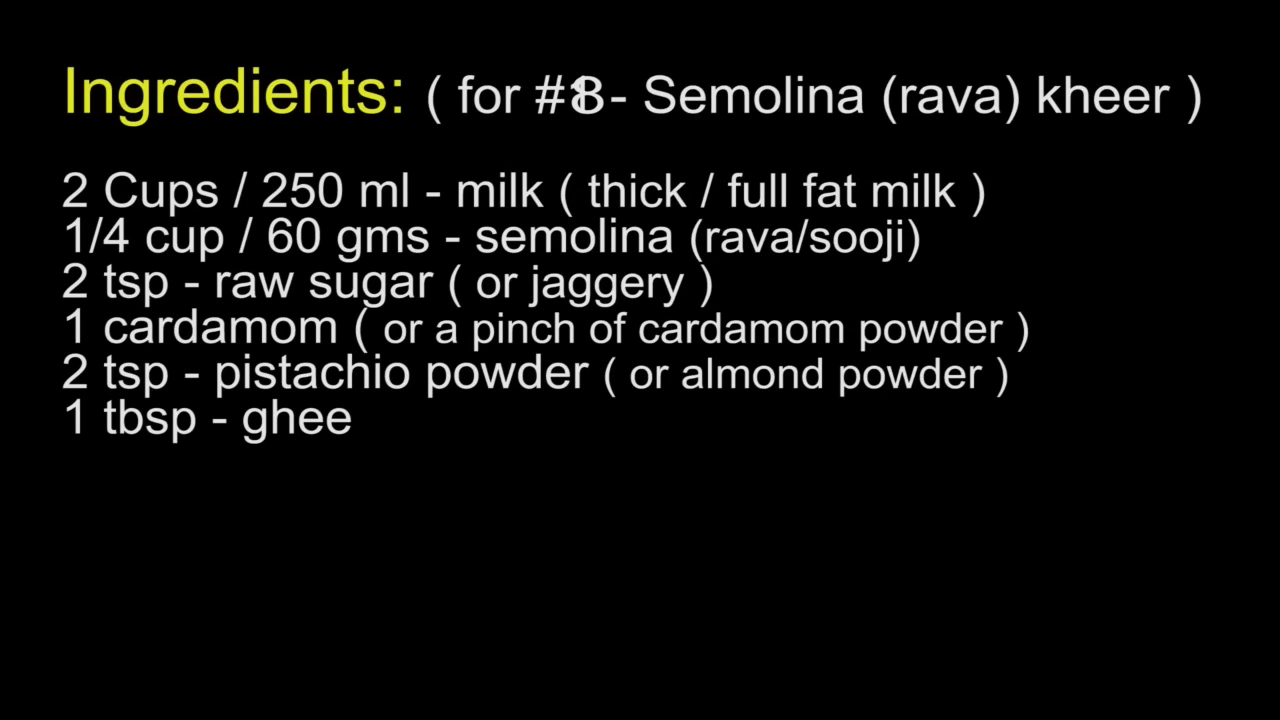 Ingredients: ( for # - Semolina (rava) kheer )
2 Cups / 250 ml - milk ( thick / full fat milk )
1/4 cup / 60 gms - semolina (rava/sooji)
2 tsp - raw sugar ( or jaggery )
1 cardamom ( or a pinch of cardamom powder )
2 tsp - pistachio powder ( or almond powder )
1 tbsp - ghee